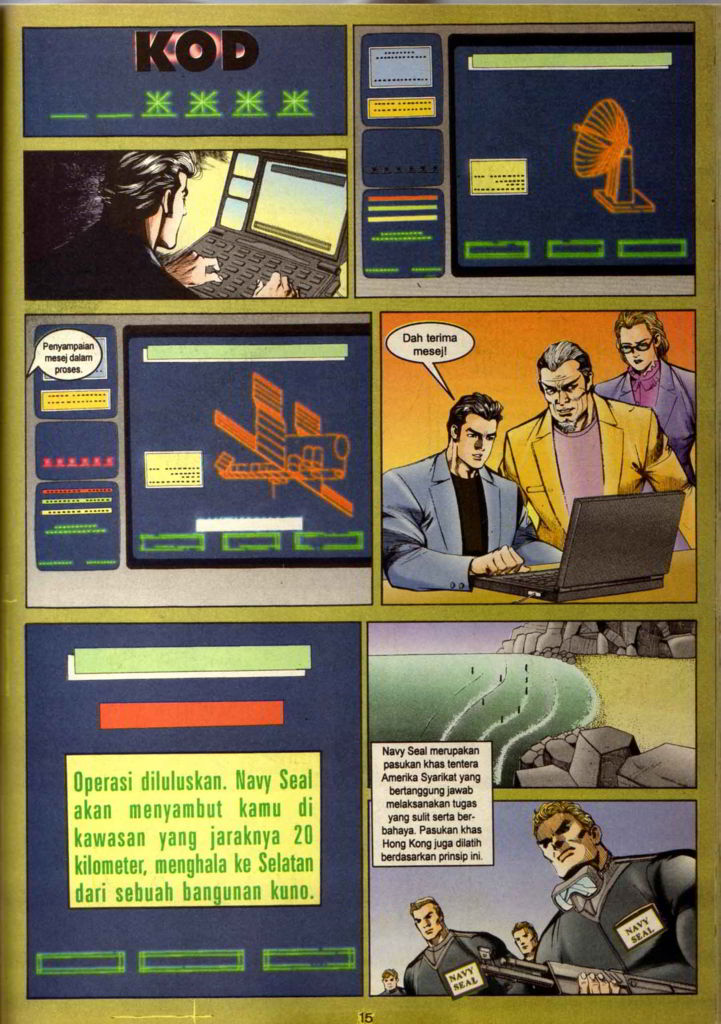 KOD
Penyampaian
mesej dalam
proses.
Dah terima
mesej!
Operasi diluluskan. Navy Seal
akan menyambut kamu di
kawasan yang jaraknya 20
kilometer, menghala ke Selatan
dari sebuah bangunan kuno.
Navy Seal merupakan
pasukan khas tentera
Amerika Syarikat yang
bertanggung jawab
melaksanakan tugas
yang sulit serta ber-
bahaya. Pasukan khas
Hong Kong juga dilatih
berdasarkan prinsip ini.
NAVY
SEAL
NAVY
SEAL
15